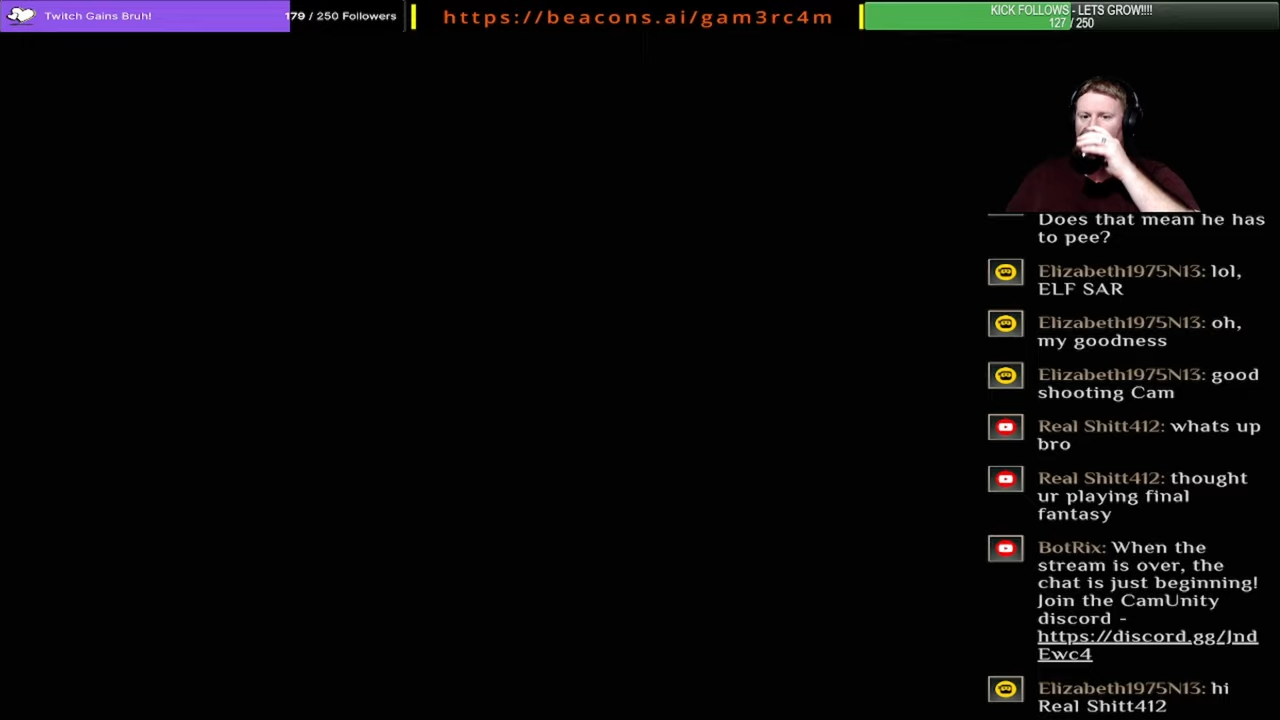 Twitch Gains Bruh!
179 / 250 Followers
https://beacons.ai/gam3rc4m
KICK FOLLOWS - LETS GROW!!!!
127 / 250
Does that mean he has
to pee?
Elizabeth1975N13: lol,
ELF SAR
Elizabeth1975N13: oh,
my goodness
Elizabeth1975N13: good
shooting Cam
Real Shitt412: whats up
bro
Real Shitt412: thought
ur playing final
fantasy
BotRix: When the
stream is over, the
chat is just beginning!
Join the CamUnity
discord -
https://discord.gg/Jnd
Ewc4
Elizabeth1975N13: hi
Real Shitt412